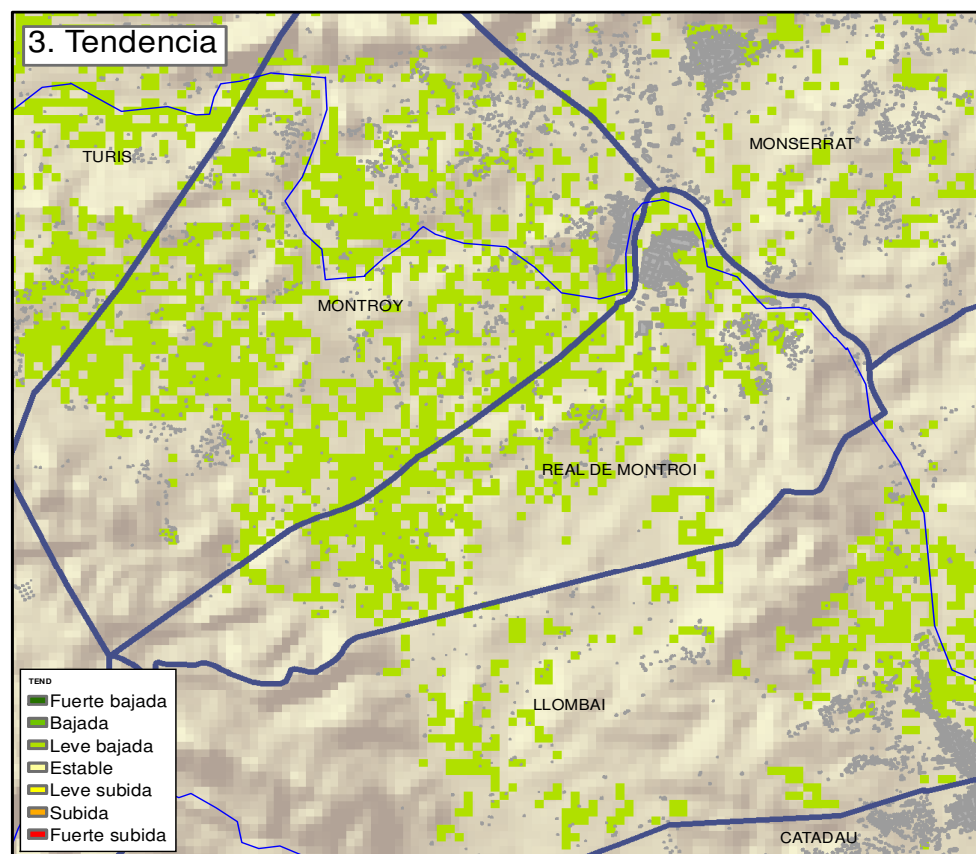 3. Tendencia
TURIS
MONSERRAT
MONTROY
REAL DE MONTROI
LLOMBAI
CATADAU
TEND
Fuerte bajada
Bajada
Leve bajada
Estable
Leve subida
Subida
Fuerte subida